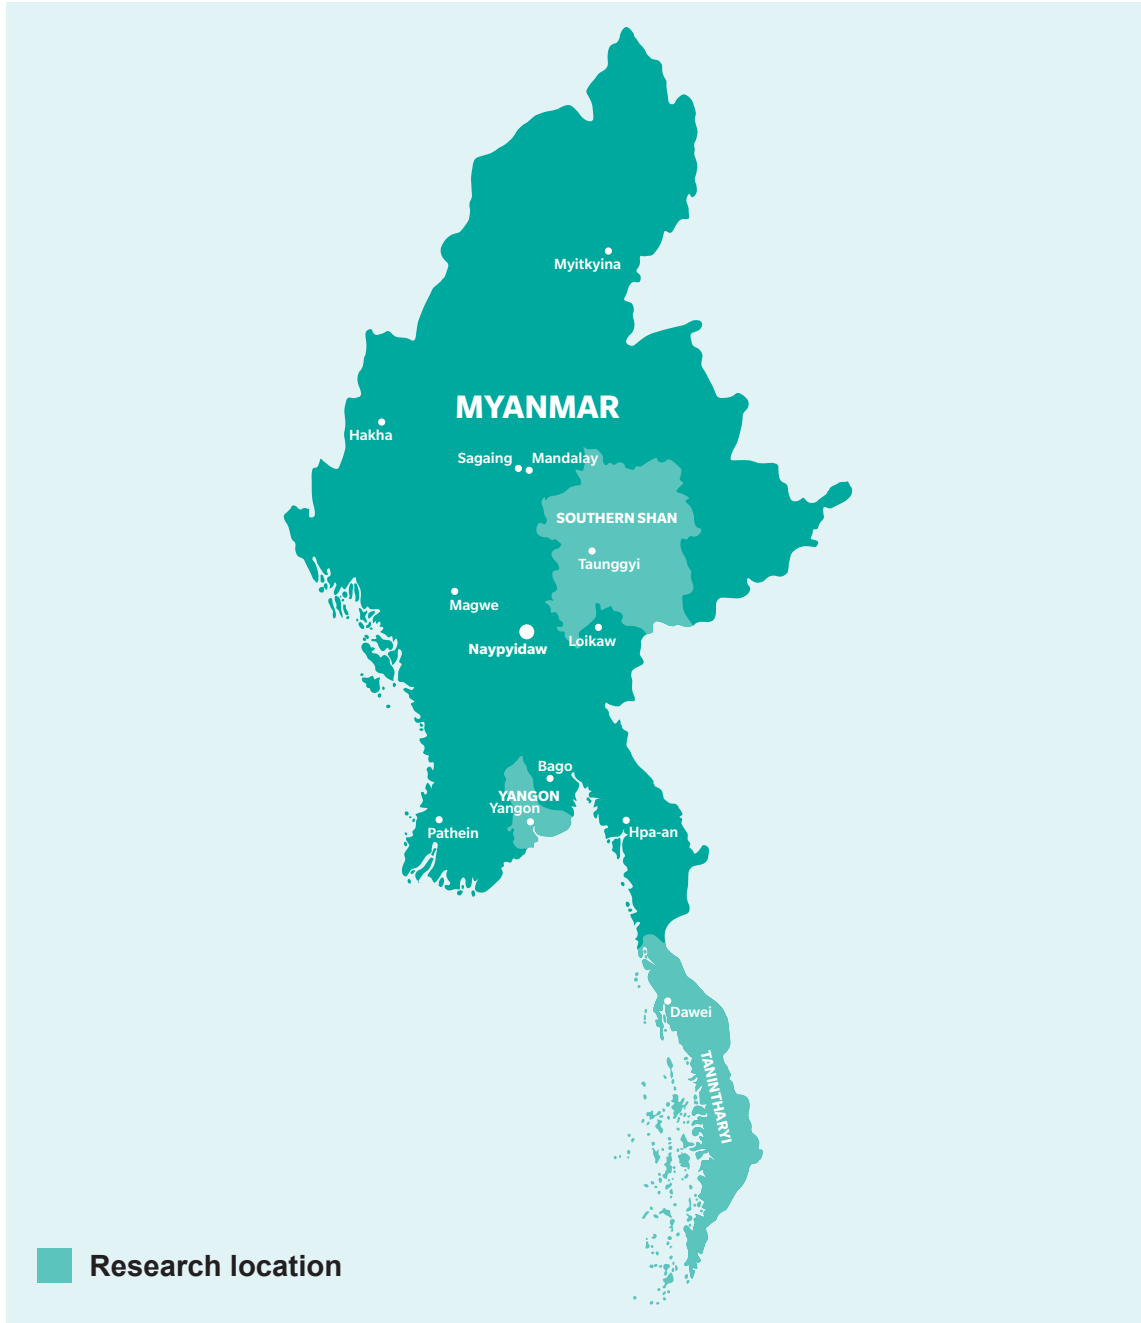 Myitkyina
MYANMAR
Hakha
Sagaing
Mandalay
SOUTHERN SHAN
Taunggyi
Magwe
Loikaw
Naypyidaw
Bago
YANGON
Yangon
Pathein
Hpa-an
Dawei
TANINTHARYI
Research location